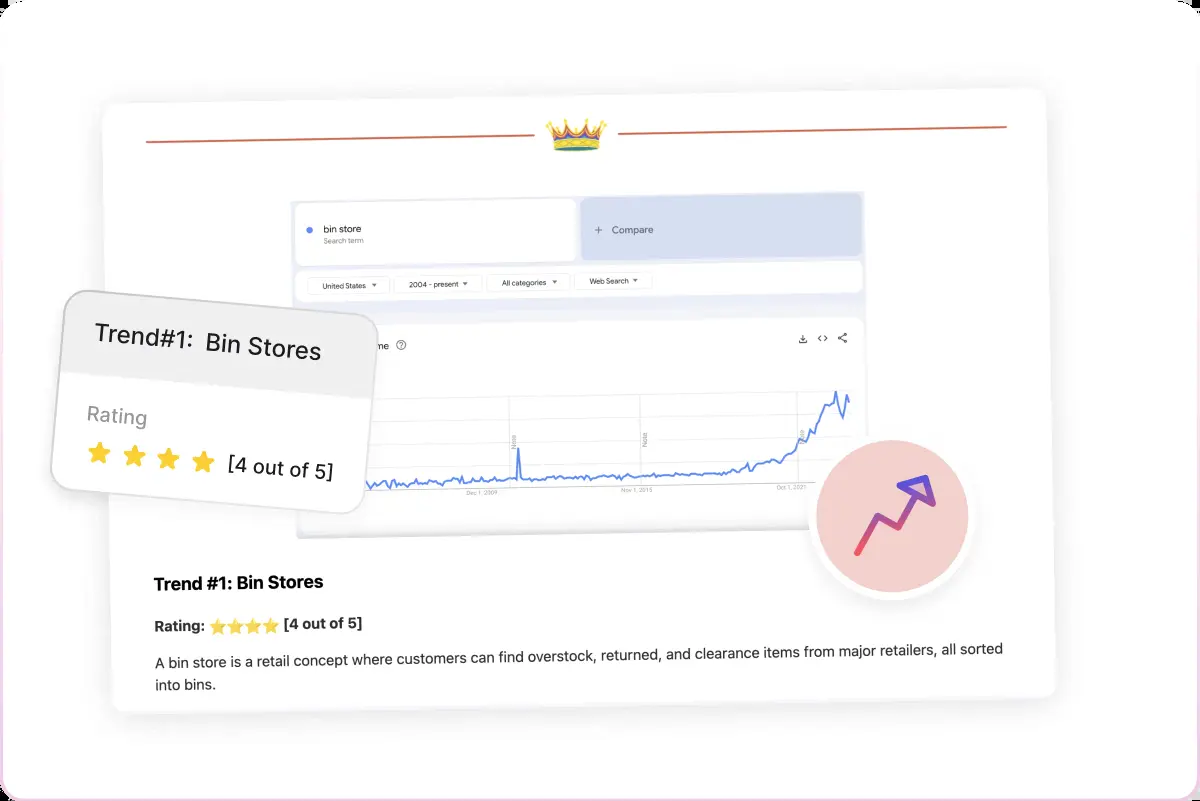 bin store
Search term
+ Compare
United States
2004 - present
All categories
Web Search
Trend#1: Bin Stores
Rating
[4 out of 5]
me
Note
Note
Note
Dec 1, 2009
Nov 1, 2015
Oct 1, 2021
Trend #1: Bin Stores
Rating: ⭐⭐⭐⭐ [4 out of 5]
A bin store is a retail concept where customers can find overstock, returned, and clearance items from major retailers, all sorted
into bins.